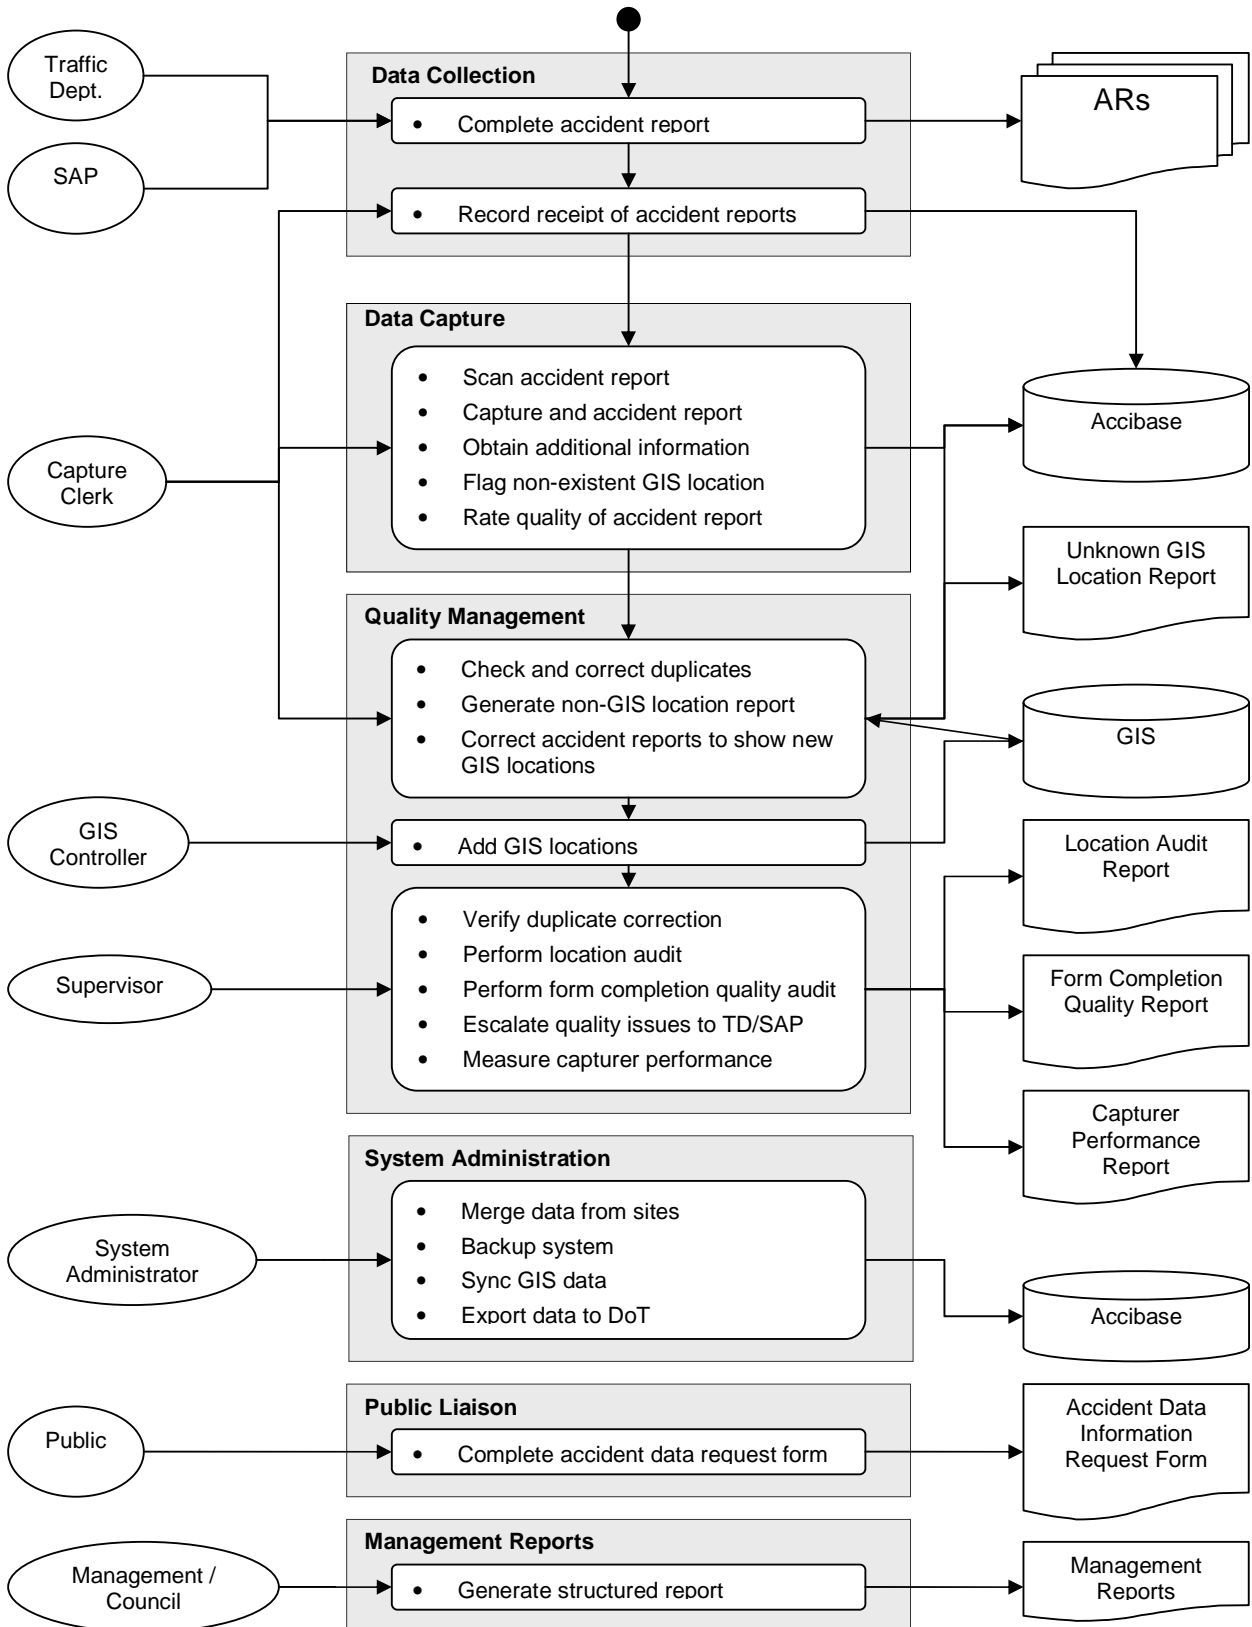 Traffic
Dept.
Data Collection
• Complete accident report
ARs
SAP
• Record receipt of accident reports
Data Capture
• Scan accident report
• Capture and accident report
• Obtain additional information
• Flag non-existent GIS location
• Rate quality of accident report
Capture
Clerk
Accibase
Unknown GIS
Location Report
Quality Management
• Check and correct duplicates
• Generate non-GIS location report
• Correct accident reports to show new
GIS locations
GIS
GIS
Controller
• Add GIS locations
Location Audit
Report
Supervisor
• Verify duplicate correction
• Perform location audit
• Perform form completion quality audit
• Escalate quality issues to TD/SAP
• Measure capturer performance
Form Completion
Quality Report
Capturer
Performance
Report
System Administration
System
Administrator
• Merge data from sites
• Backup system
• Sync GIS data
• Export data to DoT
Accibase
Public Liaison
Public
• Complete accident data request form
Accident Data
Information
Request Form
Management Reports
Management /
Council
• Generate structured report
Management
Reports